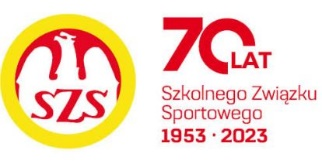 SZS
70 LAT
Szkolnego Związku
Sportowego
1953 · 2023